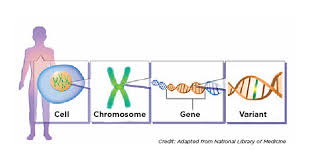 Cell Chromosome Gene Variant
Credit: Adapted from National Library of Medicine